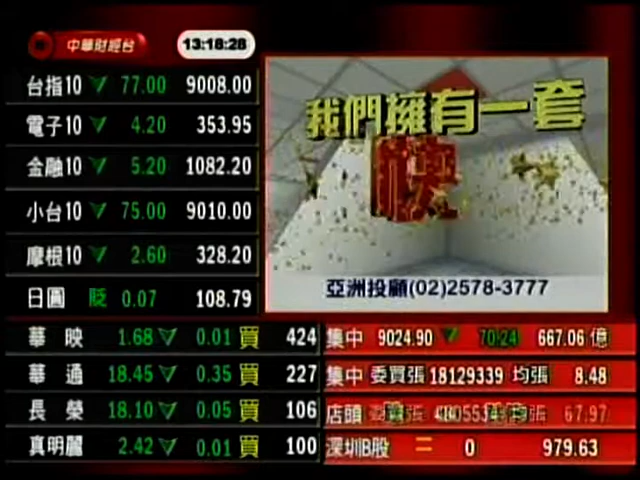 中華財經台 13:18:28
台指10 77.00 9008.00
電子10 4.20 353.95
金融10 5.20 1082.20
小台10 75.00 9010.00
摩根10 2.60 328.20
日圓 貶 0.07 108.79
我們擁有一套
快
亞洲投顧(02)2578-3777
華映 1.68 0.01 買 424
華通 18.45 0.35 買 227
長榮 18.10 0.05 買 106
真明麗 2.42 0.01 買 100
集中 9024.90 70.24 667.06 億
集中 委買張 18129339 均張 8.48
店頭 67.97
深圳B股 0 979.63